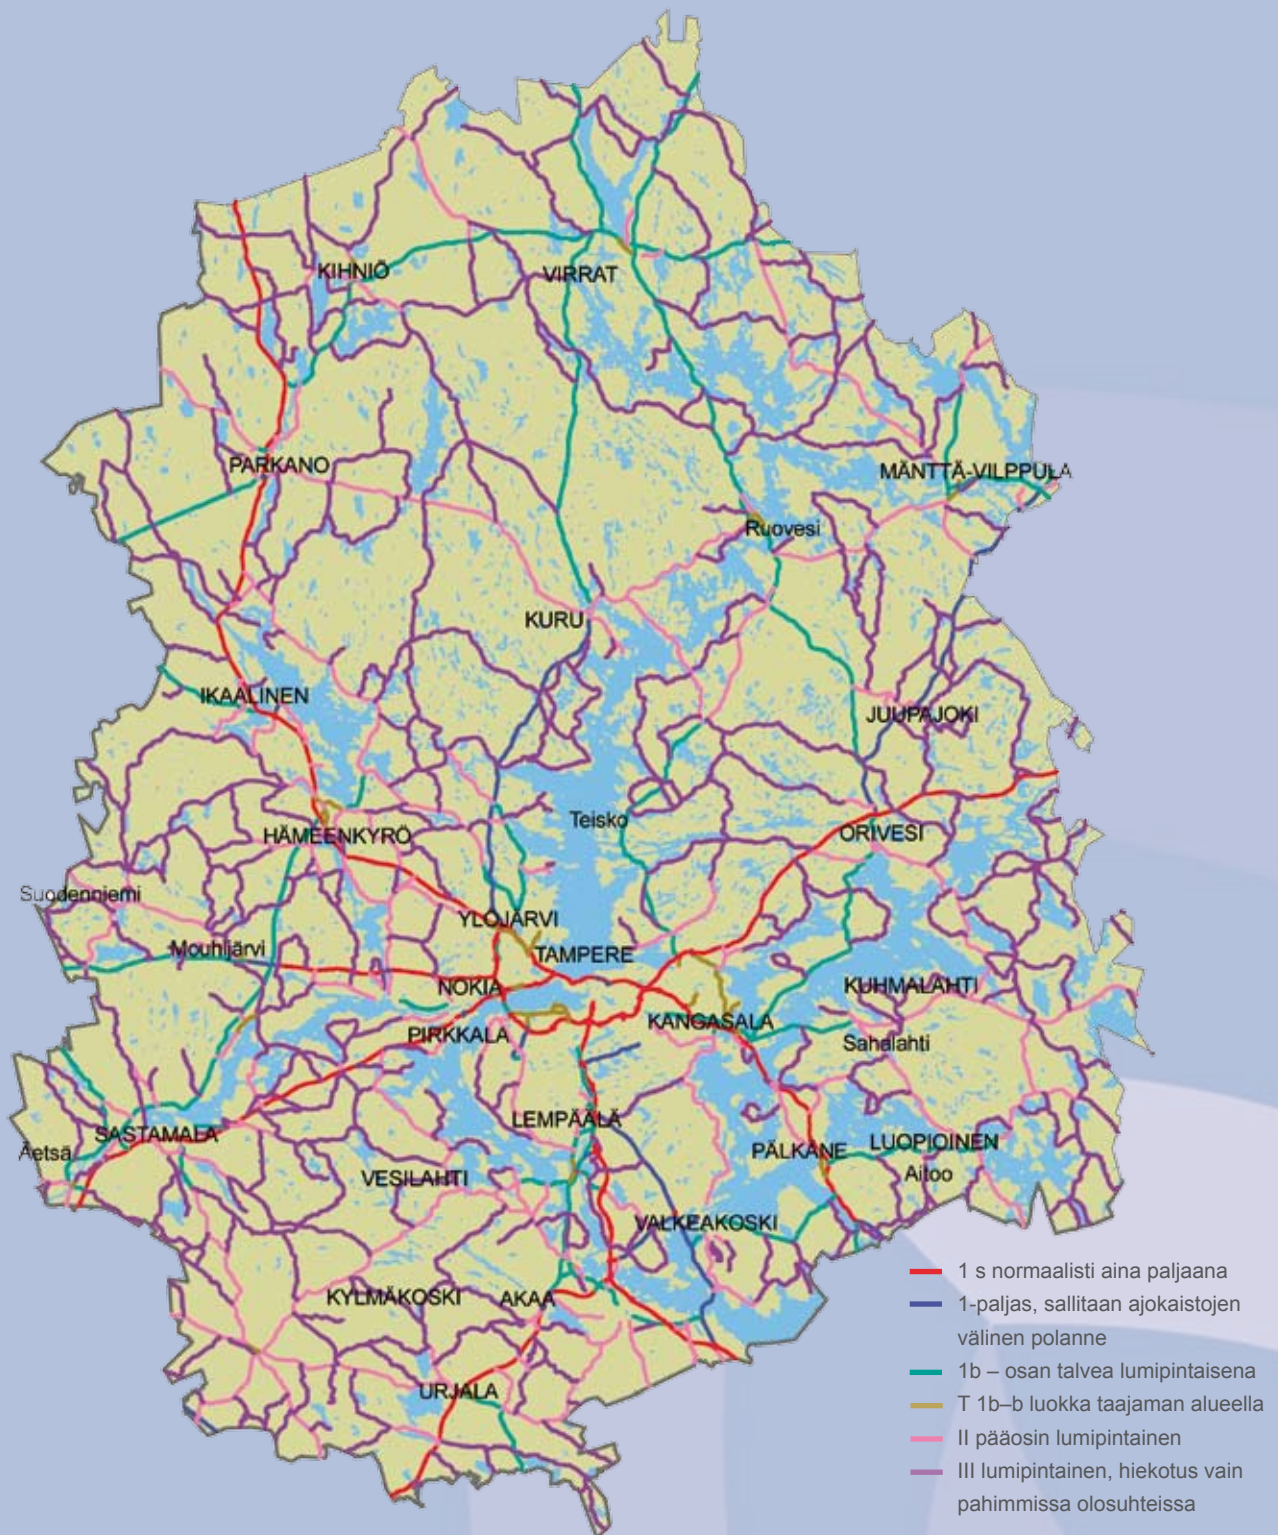 KIHNIÖ
VIRRAT
PARKANO
MÄNTTÄ-VILPPULA
Ruovesi
KURU
IKAALINEN
JUUPAJOKI
Teisko
HÄMEENKYRÖ
ORIVESI
Suodenniemi
YLÖJÄRVI
Mouhijärvi
TAMPERE
NOKIA
KUHMALAHTI
PIRKKALA
KANGASALA
Sahalahti
LEMPÄÄLÄ
SASTAMALA
Äetsä
PÄLKÄNE
LUOPIOINEN
VESILAHTI
Aitoo
VALKEAKOSKI
KYLMÄKOSKI
AKAA
URJALA
1 s normaalisti aina paljaana
1-paljas, sallitaan ajokaistojen
välinen polanne
1b – osan talvea lumipintaisena
T 1b–b luokka taajaman alueella
II pääosin lumipintainen
III lumipintainen, hiekotus vain
pahimmissa olosuhteissa